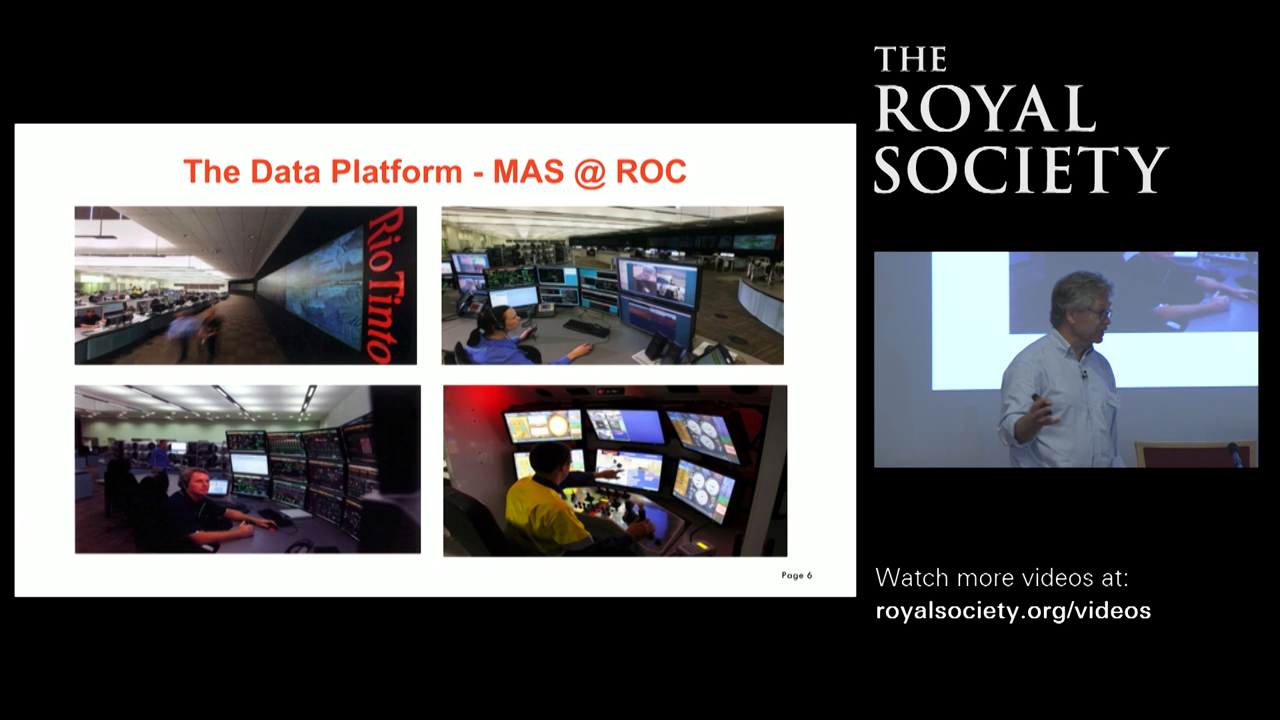 The Data Platform - MAS @ ROC
RioTinto
Page 6
THE
ROYAL
SOCIETY
Watch more videos at:
royalsociety.org/videos